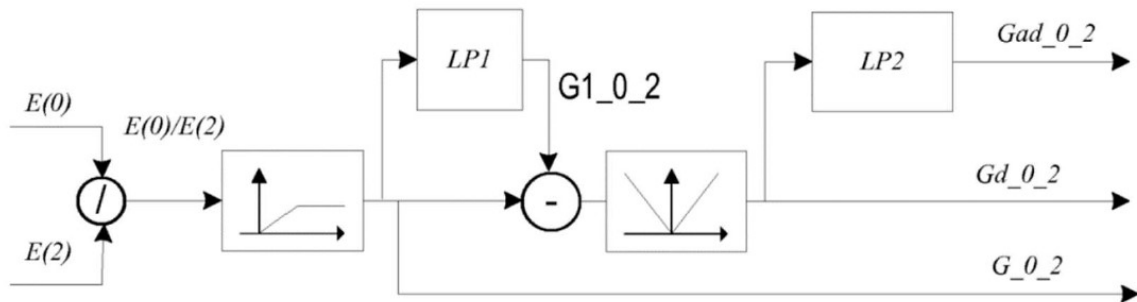 LP1
LP2
Gad_0_2
G1_0_2
E(0)
E(0)/E(2)
/
-
Gd_0_2
E(2)
G_0_2